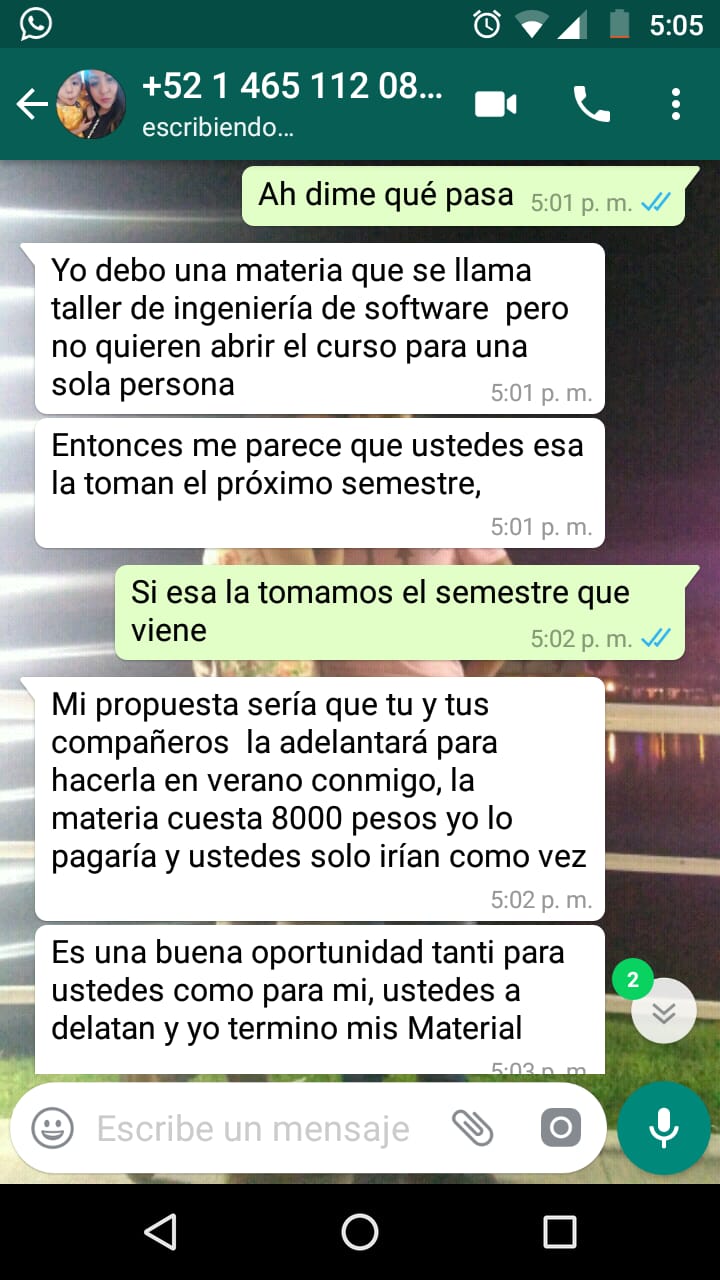 5:05
+52 1 465 112 08...
escribiendo...
Ah dime qué pasa
5:01 p. m.
Yo debo una materia que se llama
taller de ingeniería de software pero
no quieren abrir el curso para una
sola persona
5:01 p. m.
Entonces me parece que ustedes esa
la toman el próximo semestre,
5:01 p. m.
Si esa la tomamos el semestre que
viene
5:02 p. m.
Mi propuesta sería que tu y tus
compañeros la adelantará para
hacerla en verano conmigo, la
materia cuesta 8000 pesos yo lo
pagaría y ustedes solo irían como vez
5:02 p. m.
Es una buena oportunidad tanti para
ustedes como para mi, ustedes a
delatan y yo termino mis Material
5:03 p. m.
2
Escribe un mensaje